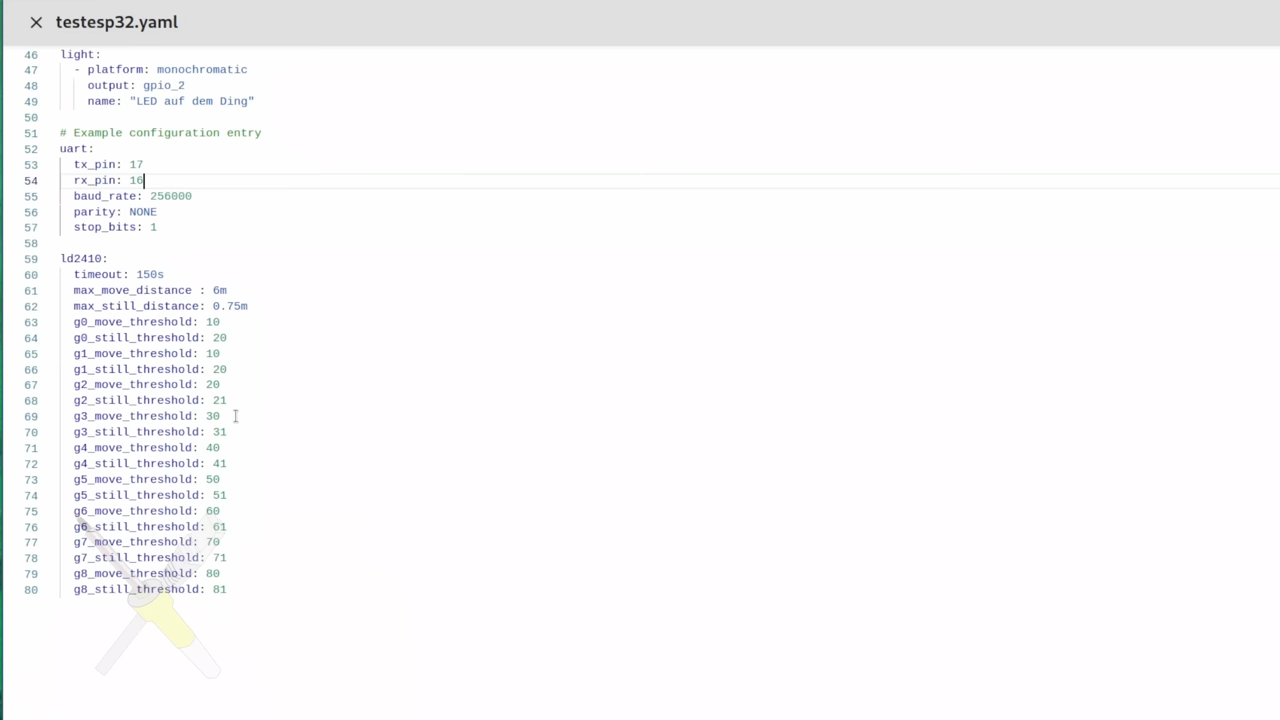 testesp32.yaml
46 light:
47 - platform: monochromatic
48 output: gpio_2
49 name: "LED auf dem Ding"
50
51 # Example configuration entry
52 uart:
53 tx_pin: 17
54 rx_pin: 16
55 baud_rate: 256000
56 parity: NONE
57 stop_bits: 1
58
59 ld2410:
60 timeout: 150s
61 max_move_distance : 6m
62 max_still_distance: 0.75m
63 g0_move_threshold: 10
64 g0_still_threshold: 20
65 g1_move_threshold: 10
66 g1_still_threshold: 20
67 g2_move_threshold: 20
68 g2_still_threshold: 21
69 g3_move_threshold: 30
70 g3_still_threshold: 31
71 g4_move_threshold: 40
72 g4_still_threshold: 41
73 g5_move_threshold: 50
74 g5_still_threshold: 51
75 g6_move_threshold: 60
76 g6_still_threshold: 61
77 g7_move_threshold: 70
78 g7_still_threshold: 71
79 g8_move_threshold: 80
80 g8_still_threshold: 81